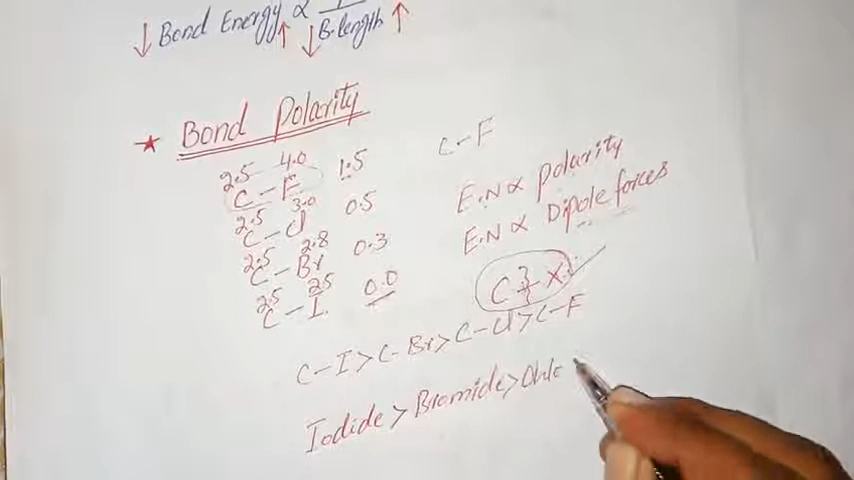 ↓ Bond Energy ↑ ∝ 1 / ↓ B.length ↑
★ Bond Polarity
2.5 4.0
C - F 1.5
2.5 3.0
C - Cl 0.5
2.5 2.8
C - Br 0.3
2.5 2.5
C - I. 0.0
C - F
E.N ∝ polarity
E.N ∝ Dipole forces
C - X
C - I > C - Br > C - Cl > C - F
Iodide > Bromide > Chlo